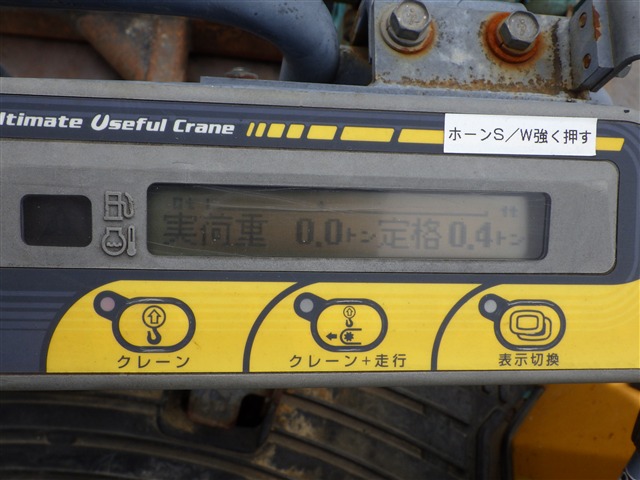 ltimate Useful Crane
ホーンS/W強く押す
実荷重 0.0トン 定格0.4トン
クレーン
クレーン+走行
表示切換